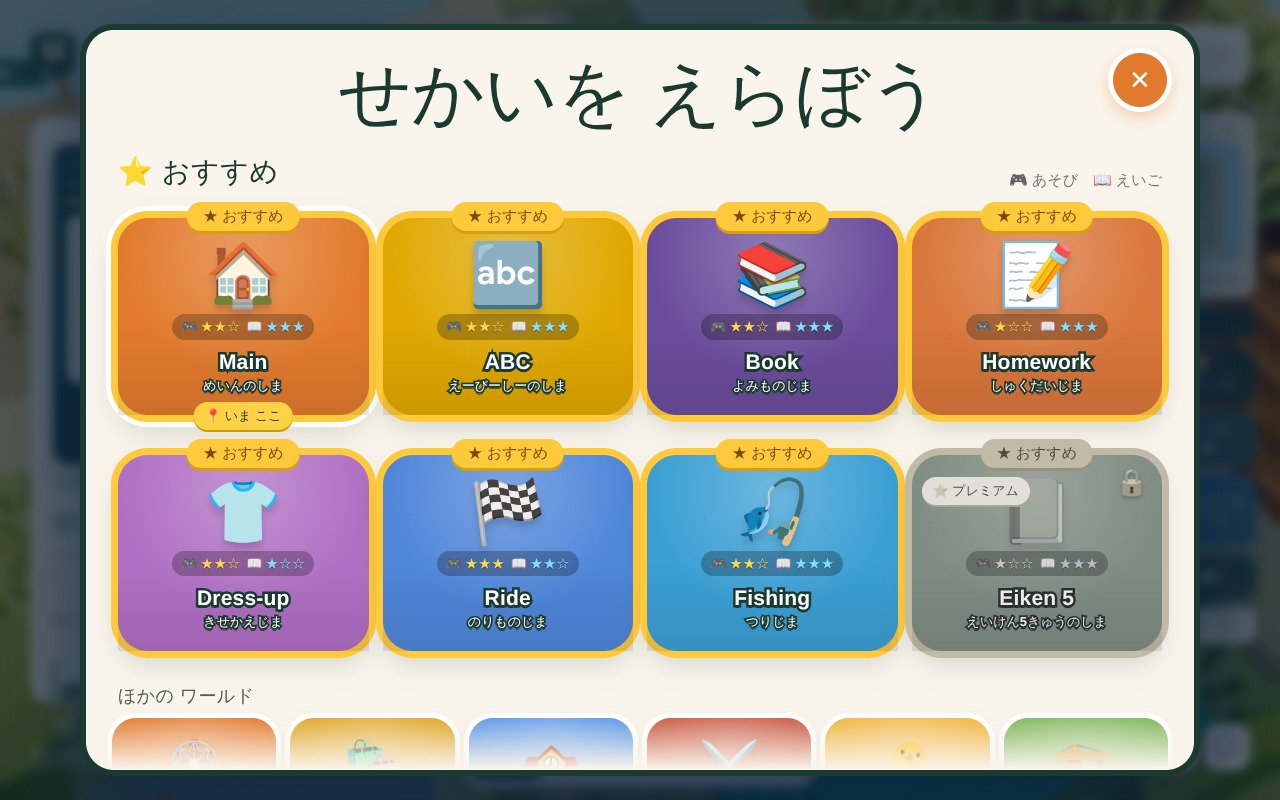 せかいを えらぼう
⭐ おすすめ
🎮 あそび 📖 えいご
★ おすすめ
abc
🎮 ★★☆ 📖 ★★★
Main
めいんのしま
📍 いま ここ
★ おすすめ
🎮 ★★☆ 📖 ★★★
ABC
えーびーしーのしま
★ おすすめ
🎮 ★★☆ 📖 ★★★
Book
よみものじま
★ おすすめ
🎮 ★☆☆ 📖 ★★★
Homework
しゅくだいじま
★ おすすめ
🎮 ★★☆ 📖 ★☆☆
Dress-up
きせかえじま
★ おすすめ
🎮 ★★★ 📖 ★★☆
Ride
のりものじま
★ おすすめ
🎮 ★★☆ 📖 ★★★
Fishing
つりじま
★ おすすめ
⭐ プレミアム
🎮 ★☆☆ 📖 ★★★
Eiken 5
えいけん5きゅうのしま
ほかの ワールド